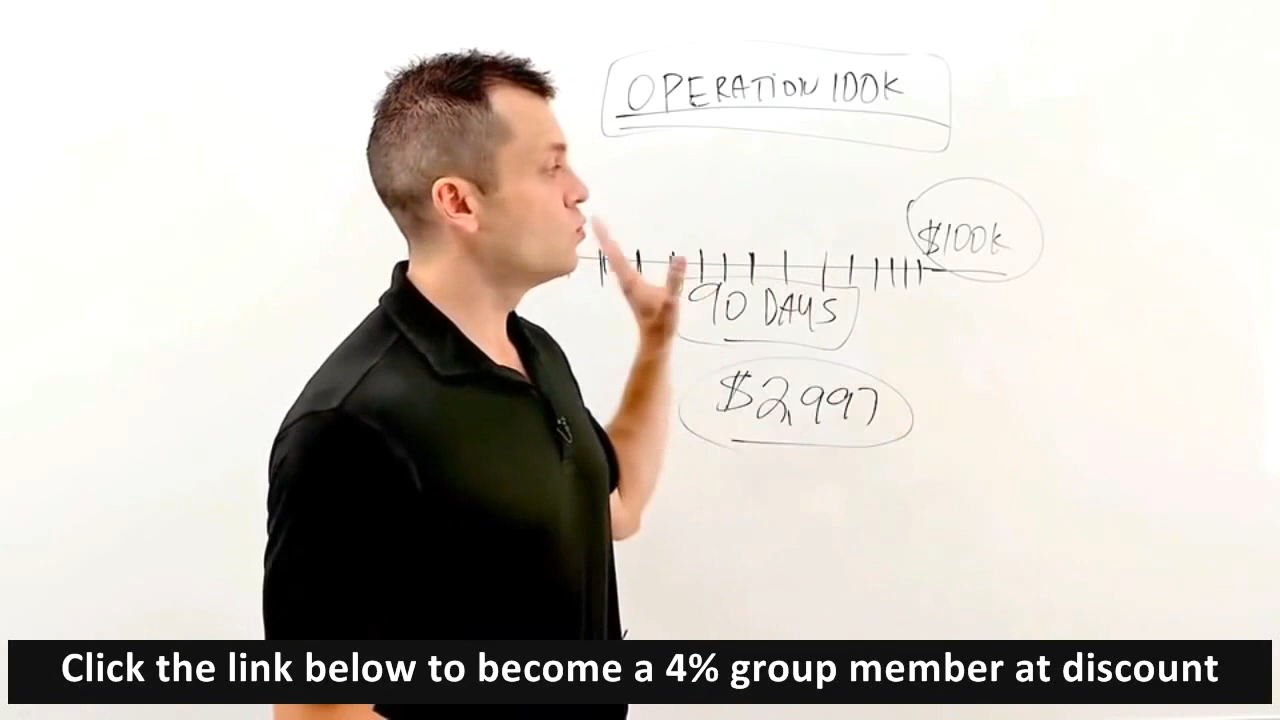 OPERATION 100K
$100k
90 DAYS
$2,997
Click the link below to become a 4% group member at discount